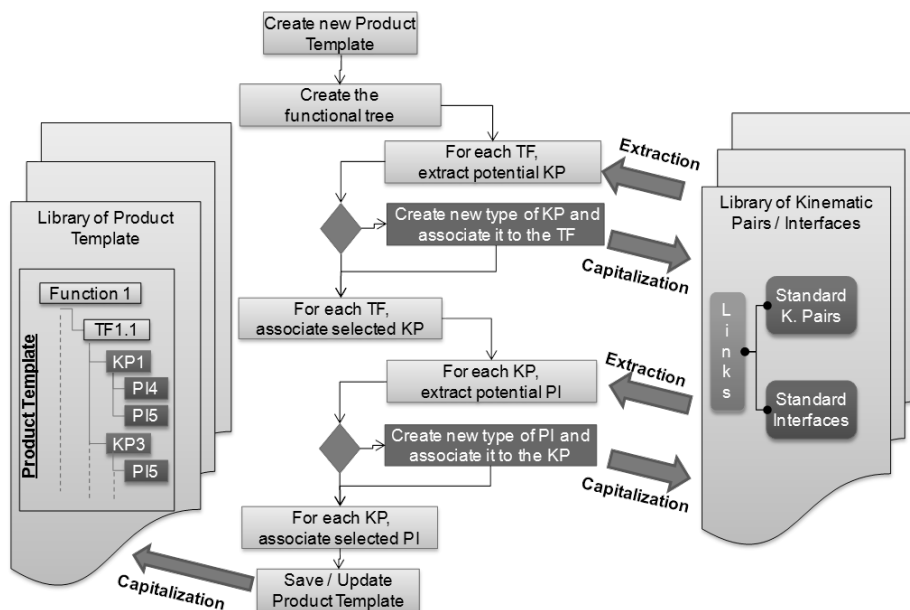 Create new Product
Template
Create the
functional tree
For each TF,
extract potential KP
Extraction
Create new type of KP and
associate it to the TF
Capitalization
For each TF,
associate selected KP
For each KP,
extract potential PI
Extraction
Create new type of PI and
associate it to the KP
Capitalization
For each KP,
associate selected PI
Save / Update
Product Template
Capitalization
Library of Product
Template
Product Template
Function 1
TF1.1
KP1
PI4
PI5
KP3
PI5
Library of Kinematic
Pairs / Interfaces
Links
Standard
K. Pairs
Standard
Interfaces